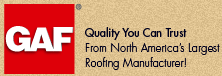 GAF®
Quality You Can Trust
From North America's Largest
Roofing Manufacturer!